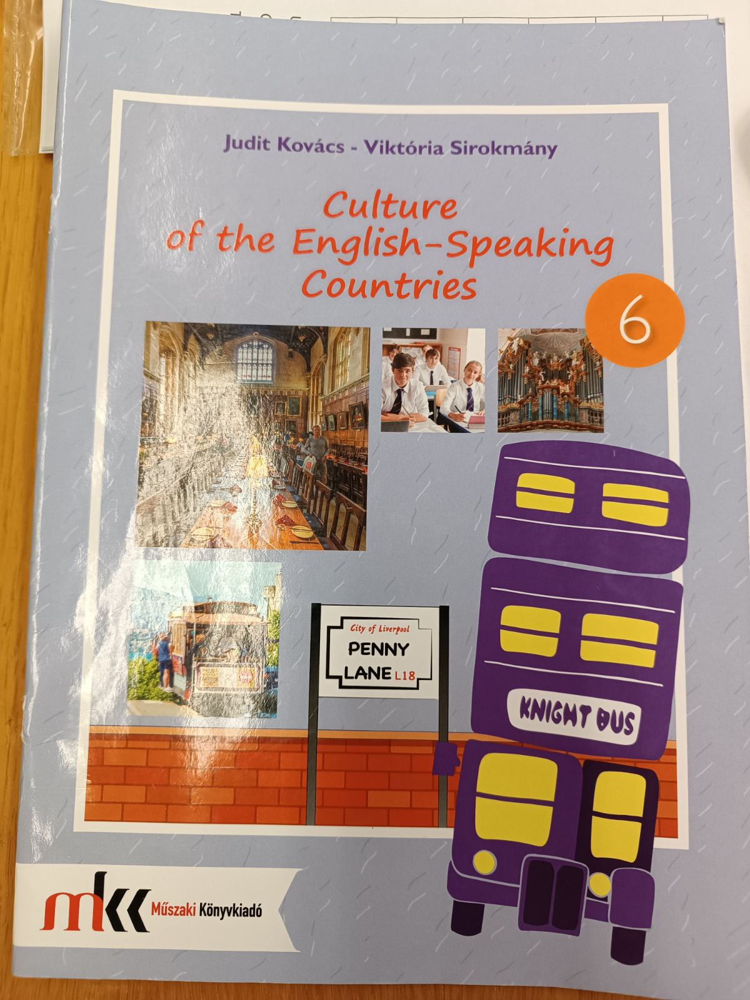 Judit Kovács - Viktória Sirokmány
Culture
of the English-Speaking
Countries
6
City of Liverpool
PENNY
LANE L18
KNIGHT BUS
mkk Műszaki Könyvkiadó